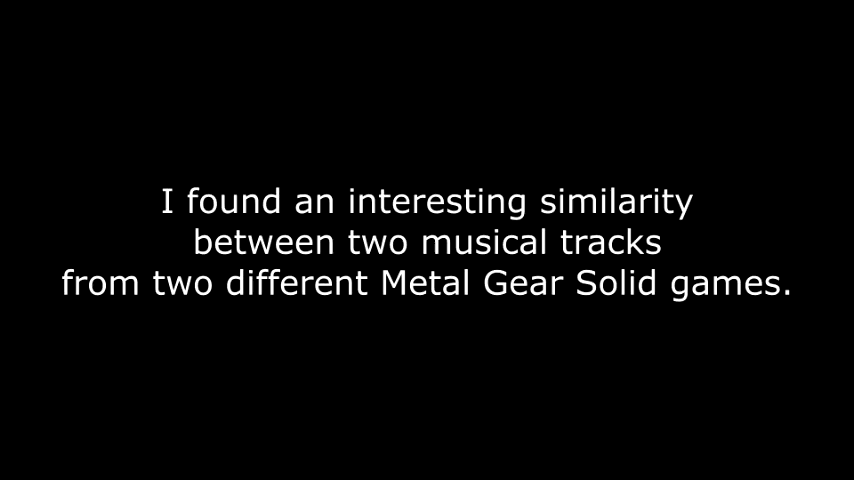 I found an interesting similarity
between two musical tracks
from two different Metal Gear Solid games.